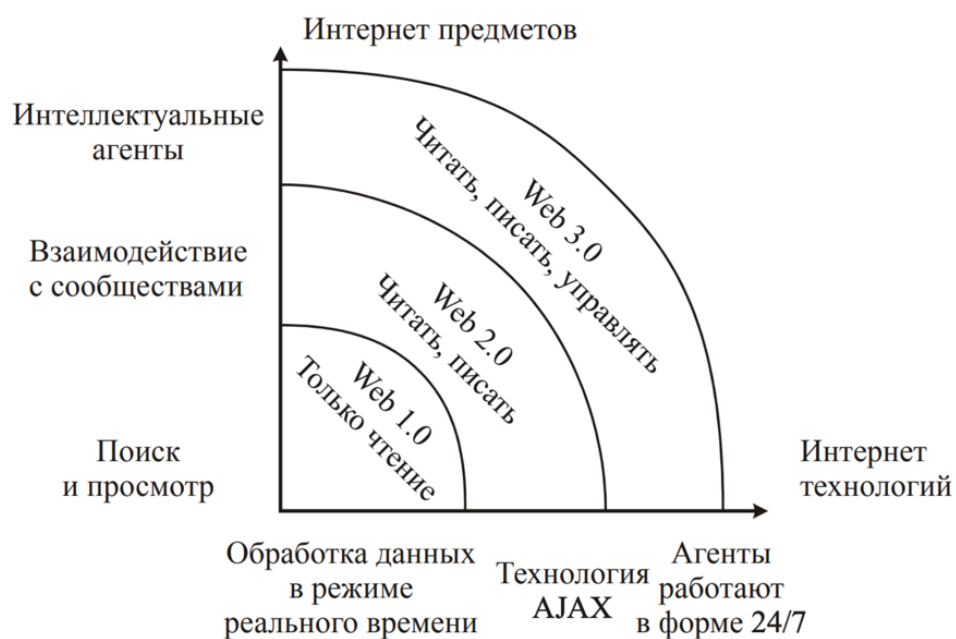 Интернет предметов
Интеллектуальные
агенты
Web 3.0
Читать, писать, управлять
Взаимодействие
с сообществами
Web 2.0
Читать, писать
Web 1.0
Только чтение
Поиск
и просмотр
Интернет
технологий
Обработка данных
в режиме
реального времени
Технология
AJAX
Агенты
работают
в форме 24/7